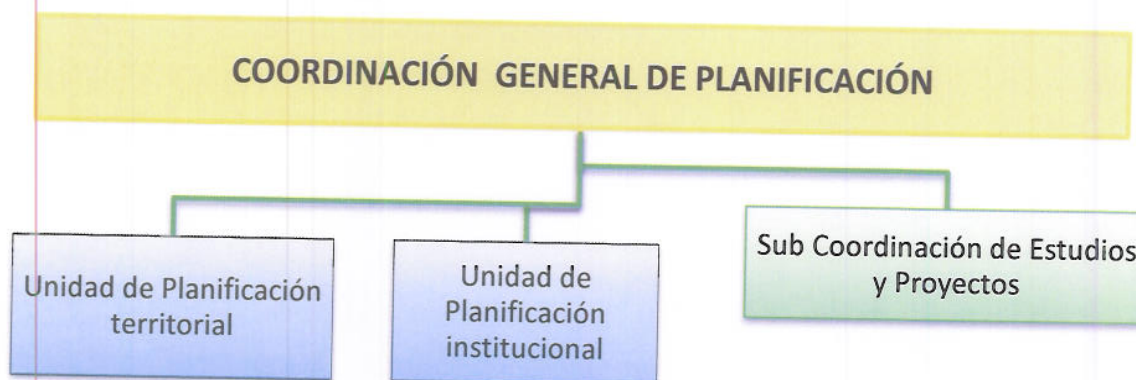 COORDINACIÓN GENERAL DE PLANIFICACIÓN
Unidad de Planificación
territorial
Unidad de
Planificación
institucional
Sub Coordinación de Estudios
y Proyectos